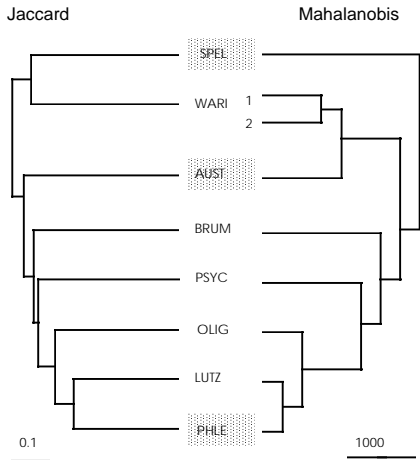 Jaccard Mahalanobis
SPEL
WARI 1
2
AUST
BRUM
PSYC
OLIG
LUTZ
PHLE
0.1 1000